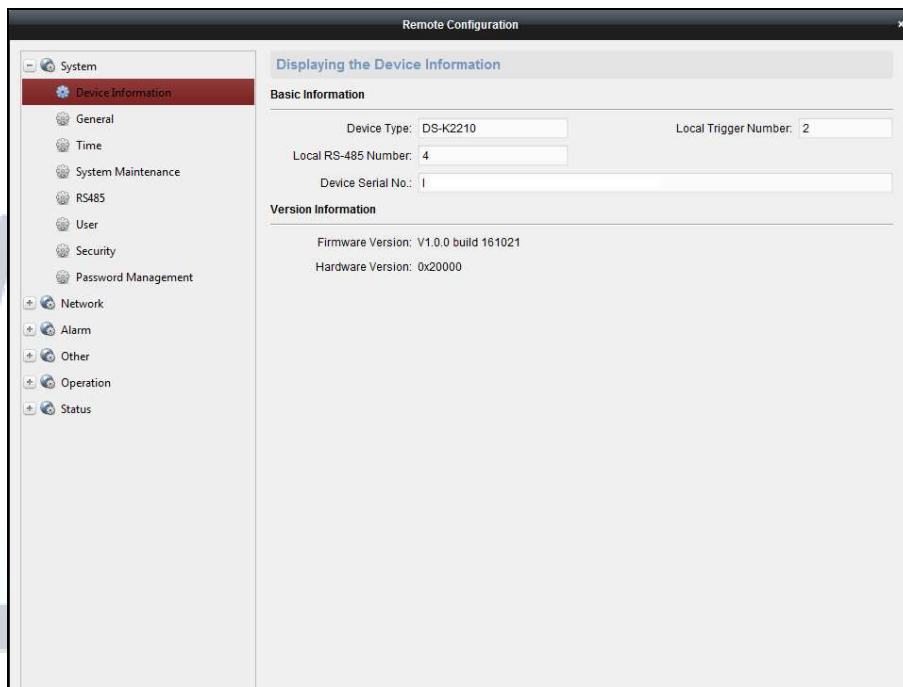 Remote Configuration
System
Device Information
General
Time
System Maintenance
RS485
User
Security
Password Management
Network
Alarm
Other
Operation
Status
Displaying the Device Information
Basic Information
Device Type: DS-K2210 Local Trigger Number: 2
Local RS-485 Number: 4
Device Serial No.:
Version Information
Firmware Version: V1.0.0 build 161021
Hardware Version: 0x20000